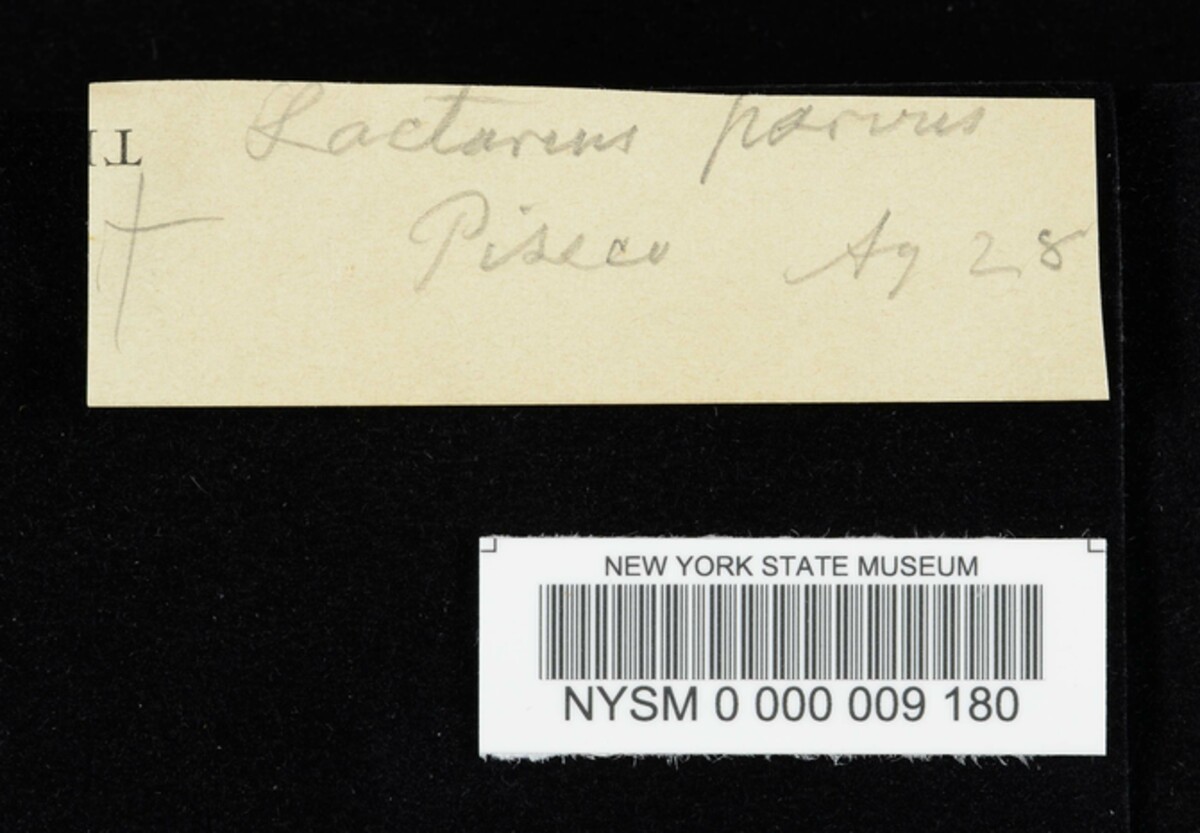 Lactarius parvus
Piseco Ag 28
NEW YORK STATE MUSEUM
NYSM 0 000 009 180